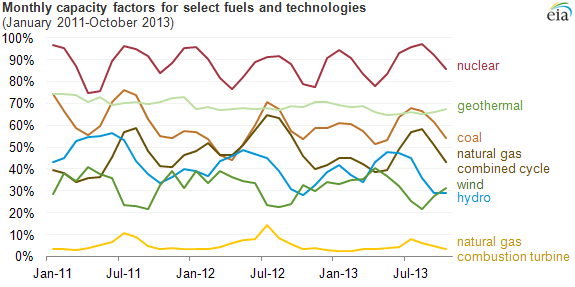 Monthly capacity factors for select fuels and technologies
(January 2011-October 2013)
eia
100%
90%
80%
70%
60%
50%
40%
30%
20%
10%
0%
Jan-11
Jul-11
Jan-12
Jul-12
Jan-13
Jul-13
nuclear
geothermal
coal
natural gas
combined cycle
wind
hydro
natural gas
combustion turbine